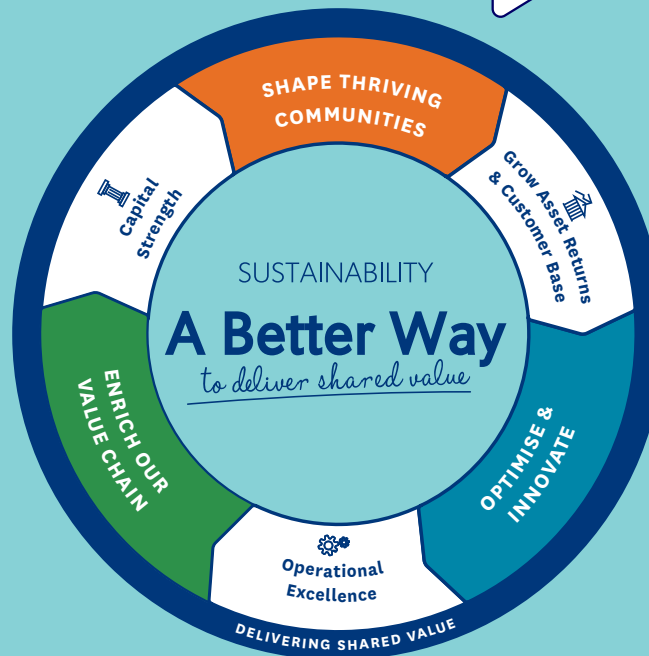 SHAPE THRIVING
COMMUNITIES
Grow Asset Returns
& Customer Base
OPTIMISE &
INNOVATE
Operational
Excellence
ENRICH OUR
VALUE CHAIN
Capital
Strength
SUSTAINABILITY
A Better Way
to deliver shared value
DELIVERING SHARED VALUE